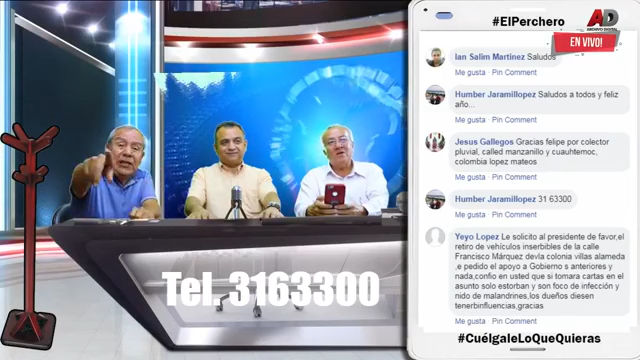 #ElPerchero
AD
ARCHIVO DIGITAL
EN VIVO!
Ian Salim Martinez Saludos
Me gusta · Pin Comment
Humber Jaramillopez Saludos a todos y feliz
año...
Me gusta · Pin Comment
Jesus Gallegos Gracias felipe por colector
pluvial, called manzanillo y cuauhtemoc,
colombia lopez mateos
Me gusta · Pin Comment
Humber Jaramillopez 31 63300
Me gusta · Pin Comment
Yeyo Lopez Le solicito al presidente de favor,el
retiro de vehículos inserbibles de la calle
Francisco Márquez devla colonia villas alameda
,e pedido el apoyo a Gobierno s anteriores y
nada,confio en usted que si tomara cartas en el
asunto solo estorban y son foco de infección y
nido de malandrines,los dueños diesen
tenerbinfluencias,gracias
Me gusta · Pin Comment
#CuélgaleLoQueQuieras
Tel. 3163300